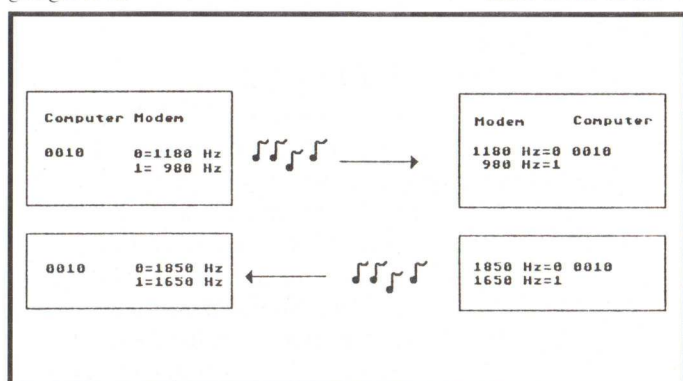 Computer Modem
0010 0=1180 Hz
1= 980 Hz
Modem Computer
1180 Hz=0 0010
980 Hz=1
0010 0=1850 Hz
1=1650 Hz
1850 Hz=0 0010
1650 Hz=1